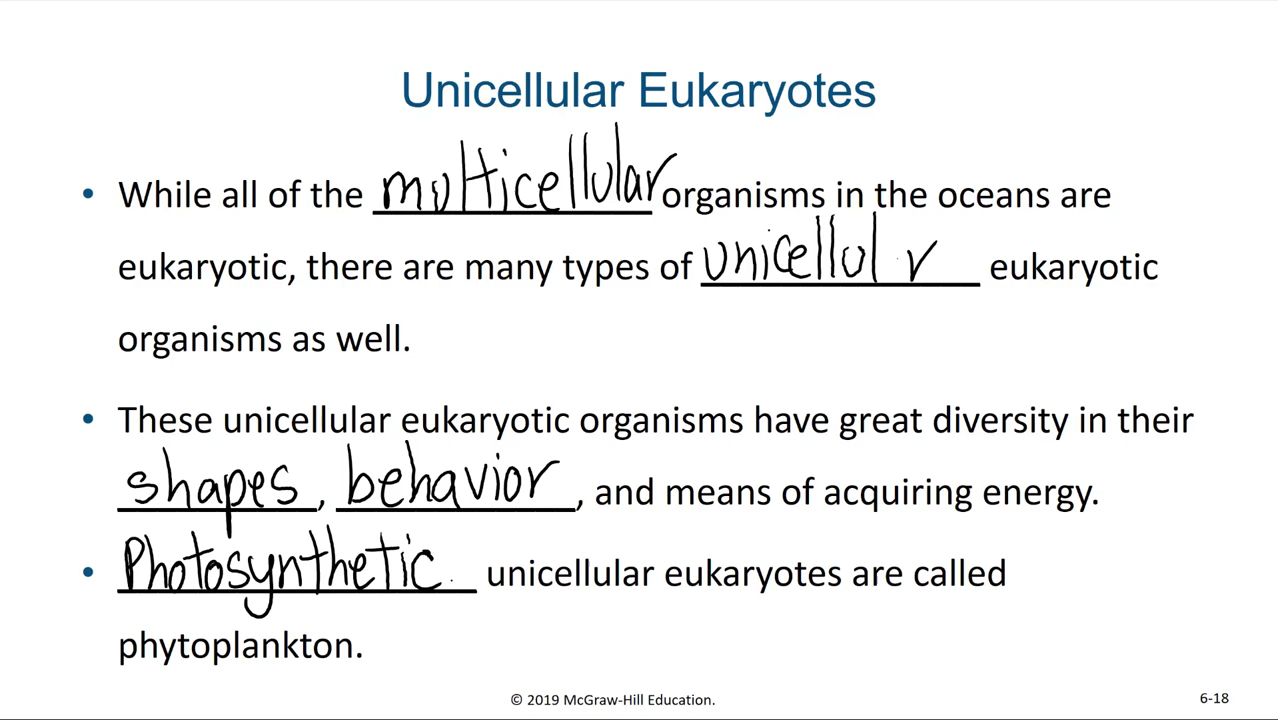 Unicellular Eukaryotes
• While all of the multicellular organisms in the oceans are
eukaryotic, there are many types of unicellul r eukaryotic
organisms as well.
• These unicellular eukaryotic organisms have great diversity in their
shapes, behavior, and means of acquiring energy.
• Photosynthetic unicellular eukaryotes are called
phytoplankton.
© 2019 McGraw-Hill Education.
6-18